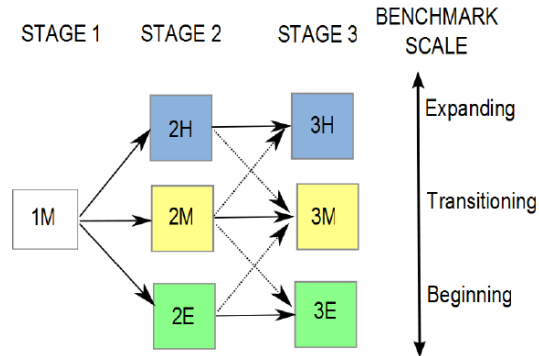 STAGE 1
STAGE 2
STAGE 3
BENCHMARK
SCALE
2H
3H
Expanding
1M
2M
3M
Transitioning
2E
3E
Beginning